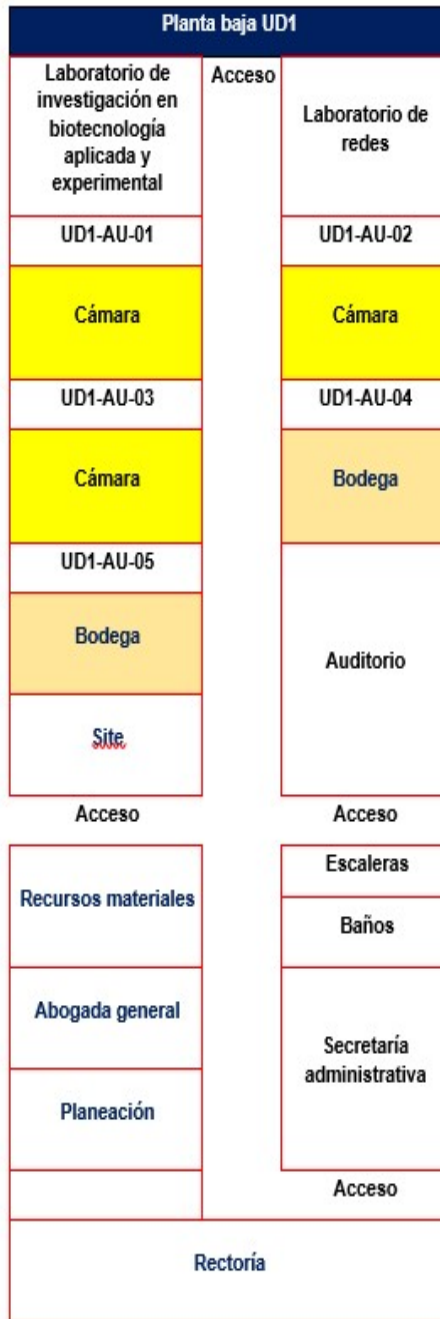 Planta baja UD1
Laboratorio de
investigación en
biotecnología
aplicada y
experimental
Acceso
Laboratorio de
redes
UD1-AU-01
UD1-AU-02
Cámara
Cámara
UD1-AU-03
UD1-AU-04
Cámara
Bodega
UD1-AU-05
Bodega
Auditorio
Site
Acceso
Acceso
Recursos materiales
Escaleras
Baños
Abogada general
Secretaría
administrativa
Planeación
Acceso
Rectoría